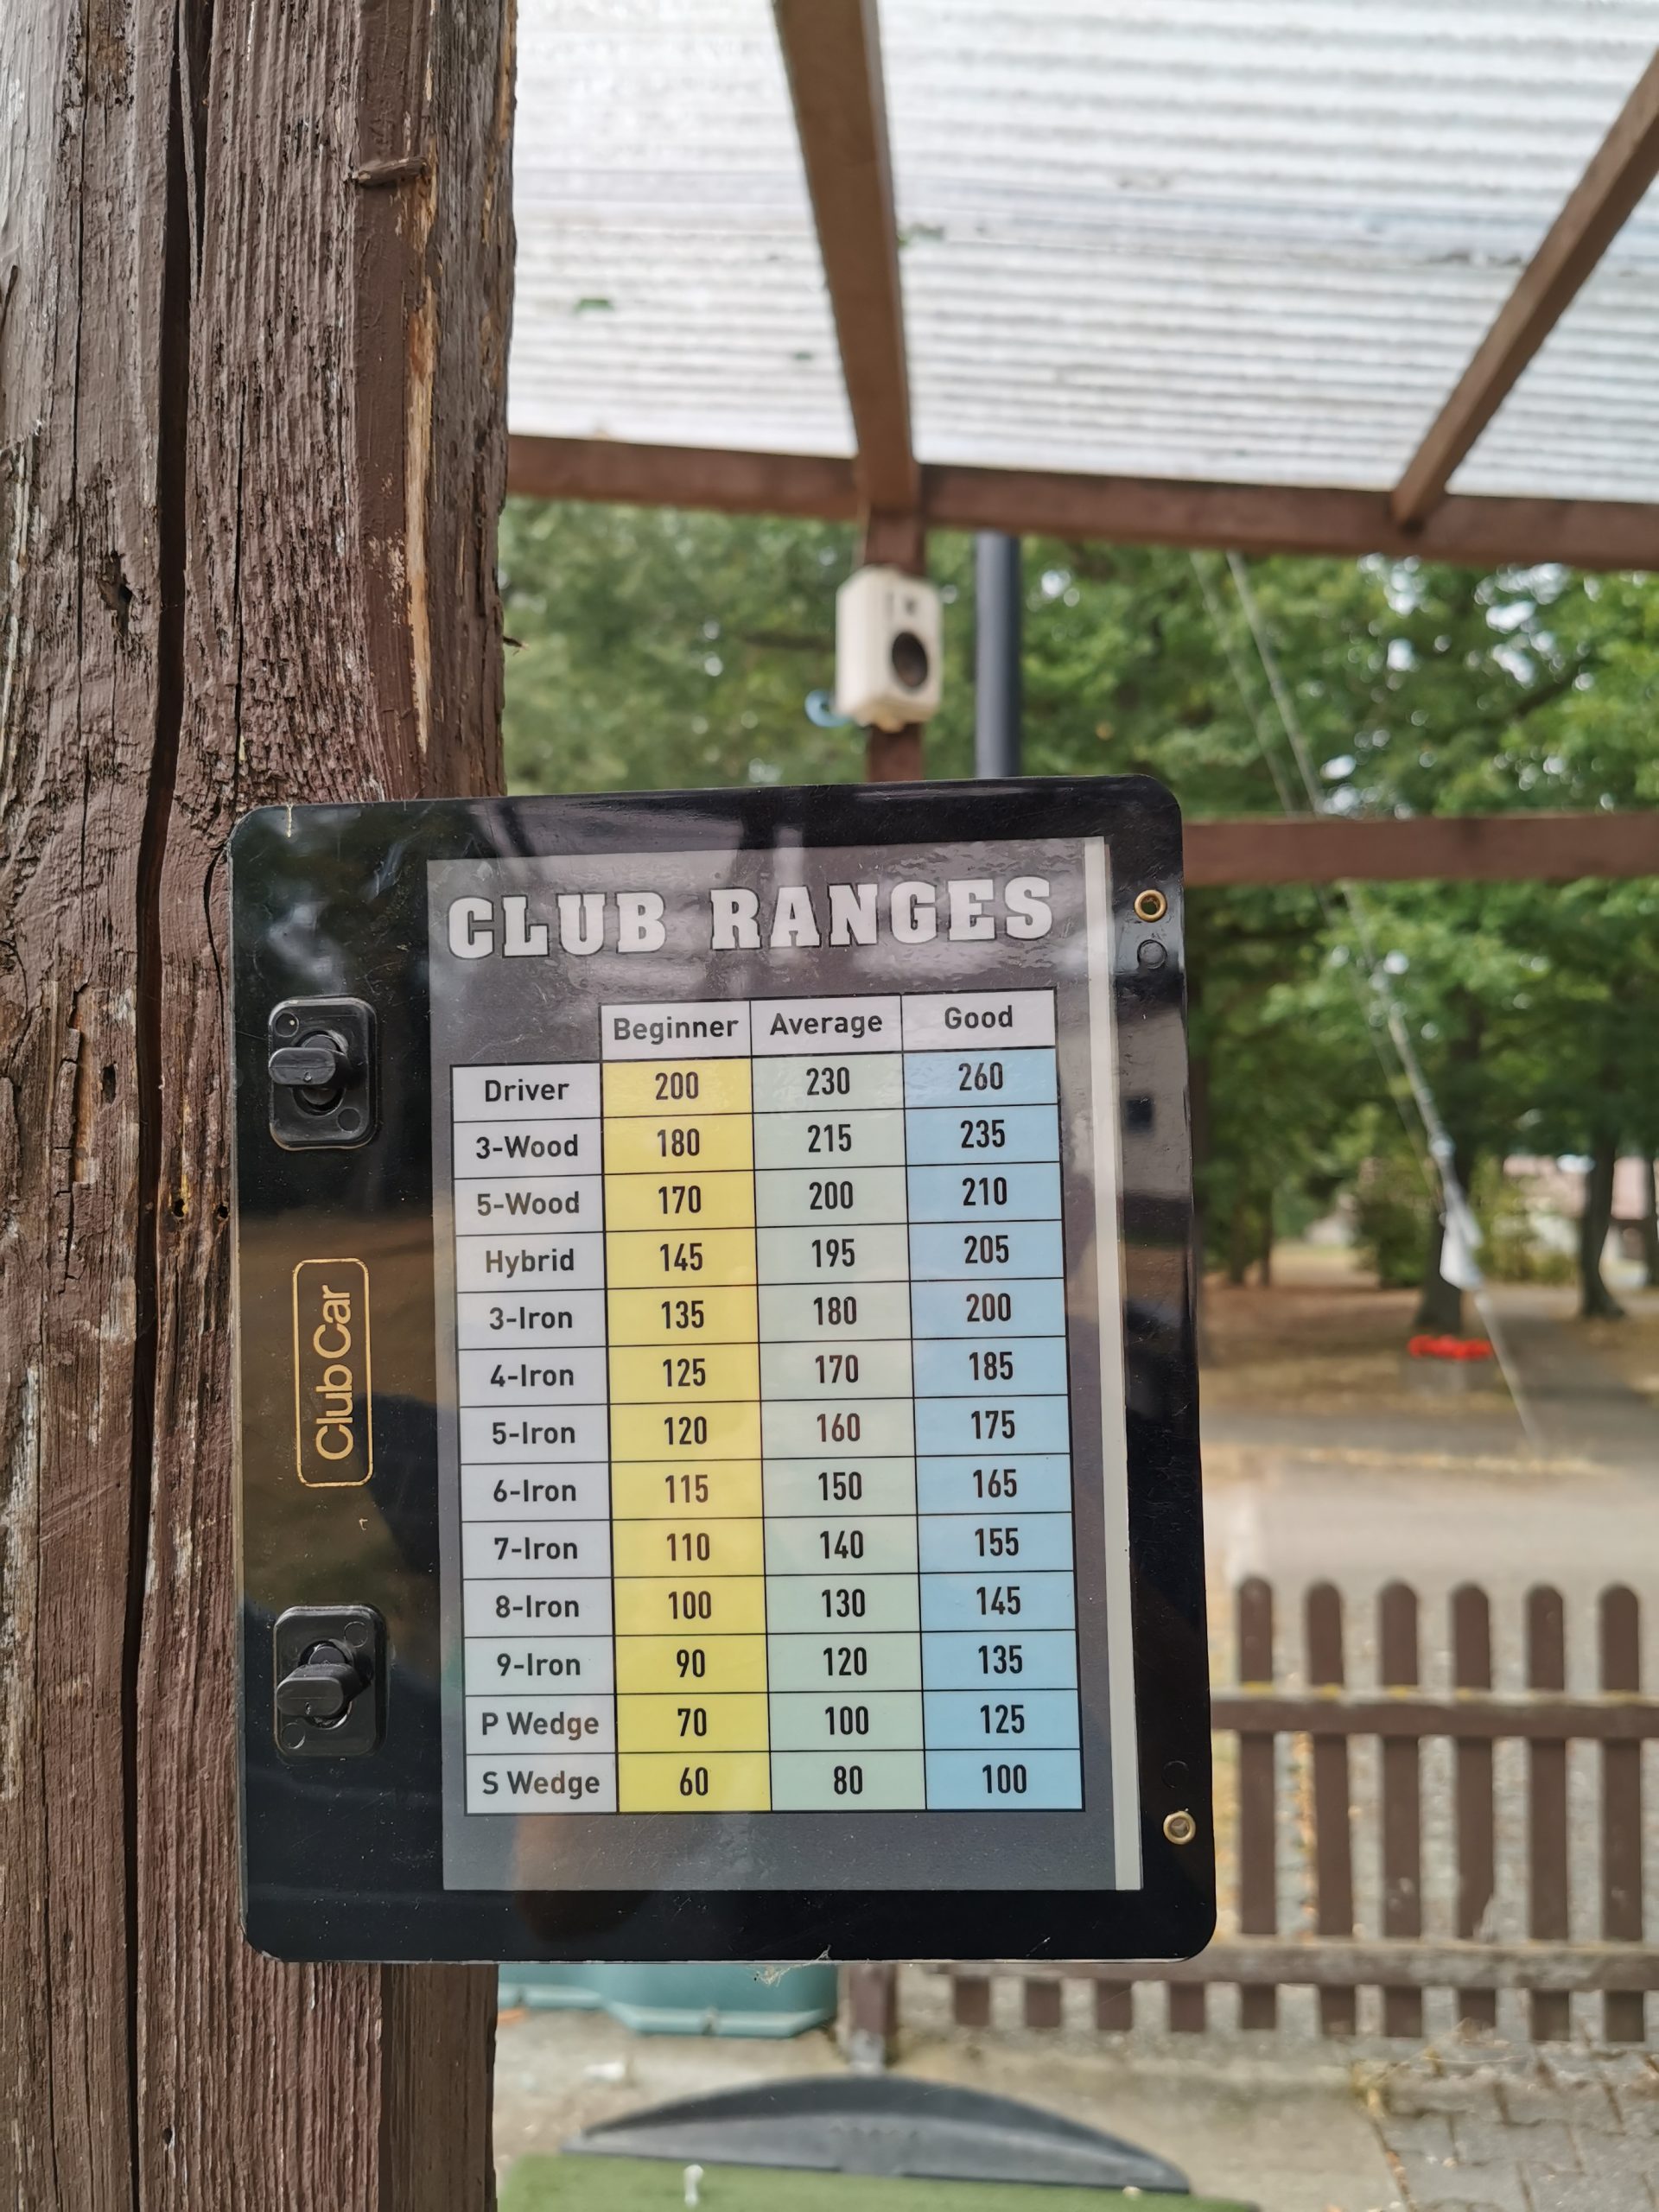 CLUB RANGES
Beginner Average Good
Driver 200 230 260
3-Wood 180 215 235
5-Wood 170 200 210
Hybrid 145 195 205
3-Iron 135 180 200
4-Iron 125 170 185
5-Iron 120 160 175
6-Iron 115 150 165
7-Iron 110 140 155
8-Iron 100 130 145
9-Iron 90 120 135
P Wedge 70 100 125
S Wedge 60 80 100
Club Car